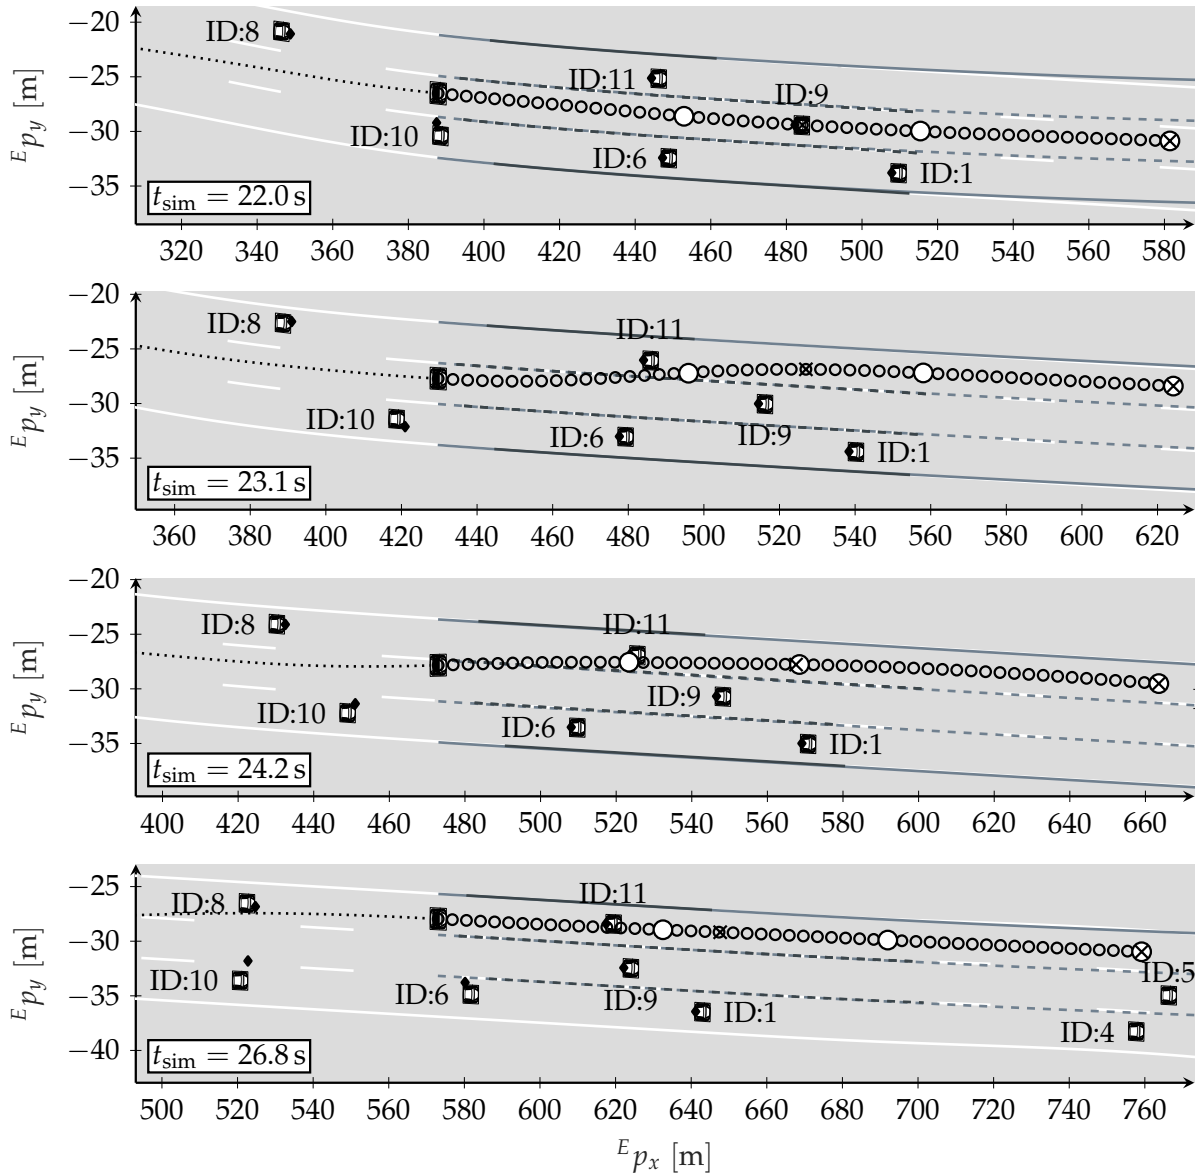 −20
−25
−30
−35
E p_y [m]
ID:8
ID:11
ID:9
ID:10
ID:6
ID:1
t_sim = 22.0 s
320 340 360 380 400 420 440 460 480 500 520 540 560 580
−20
−25
−30
−35
E p_y [m]
ID:8
ID:11
ID:10
ID:6
ID:9
ID:1
t_sim = 23.1 s
360 380 400 420 440 460 480 500 520 540 560 580 600 620
−20
−25
−30
−35
E p_y [m]
ID:8
ID:11
ID:9
ID:10
ID:6
ID:1
t_sim = 24.2 s
400 420 440 460 480 500 520 540 560 580 600 620 640 660
−25
−30
−35
−40
E p_y [m]
ID:8
ID:11
ID:5
ID:10
ID:6
ID:9
ID:1
ID:4
t_sim = 26.8 s
500 520 540 560 580 600 620 640 660 680 700 720 740 760
E p_x [m]